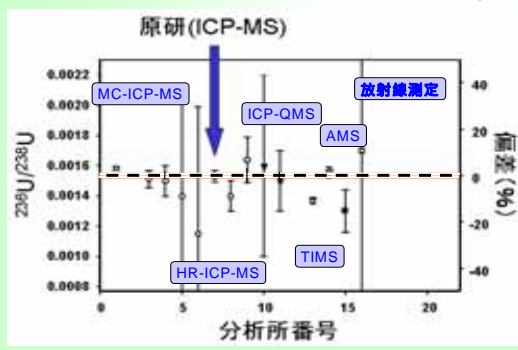 原研(ICP-MS)
0.0022
0.0020
0.0018
0.0016
0.0014
0.0012
0.0010
0.0008
236U/238U
MC-ICP-MS
ICP-QMS
放射線測定
AMS
HR-ICP-MS
TIMS
40
20
0
-20
-40
偏差(%)
0 5 10 15 20
分析所番号